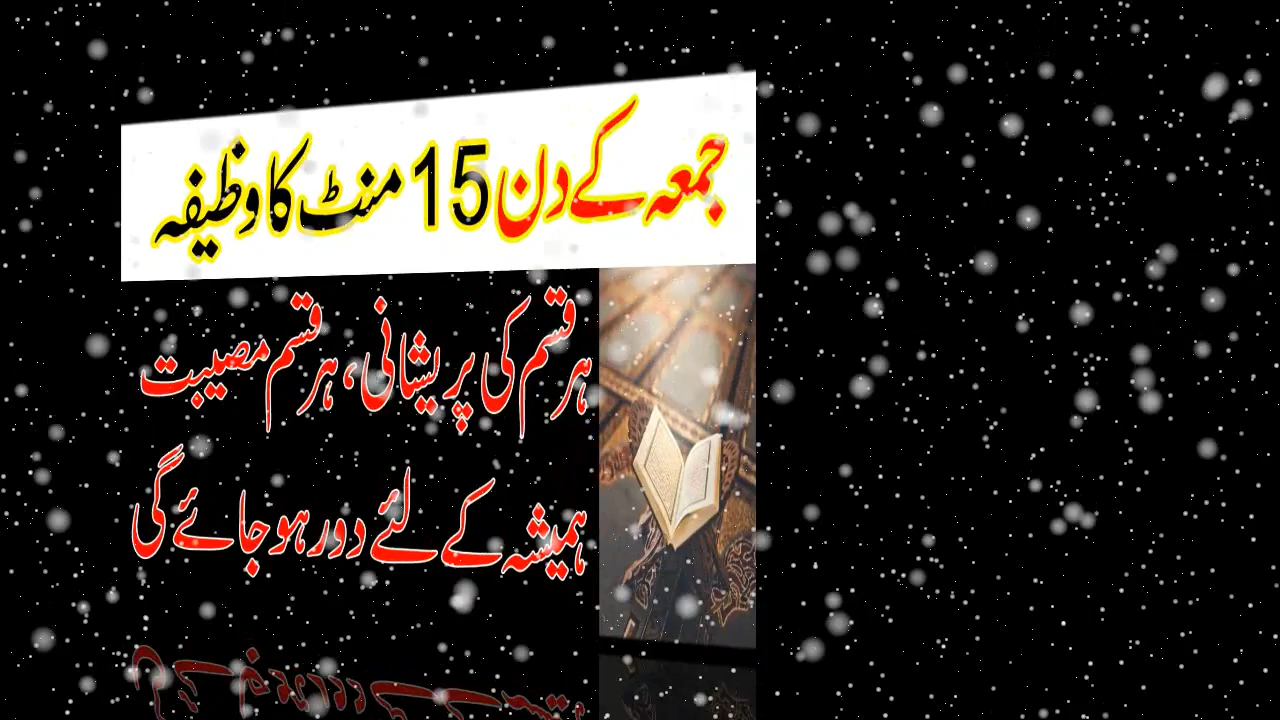 جمعہ کے دن 15 منٹ کا وظیفہ
ہر قسم کی پریشانی، ہر قسم مصیبت
ہمیشہ کے لئے دور ہو جائے گی